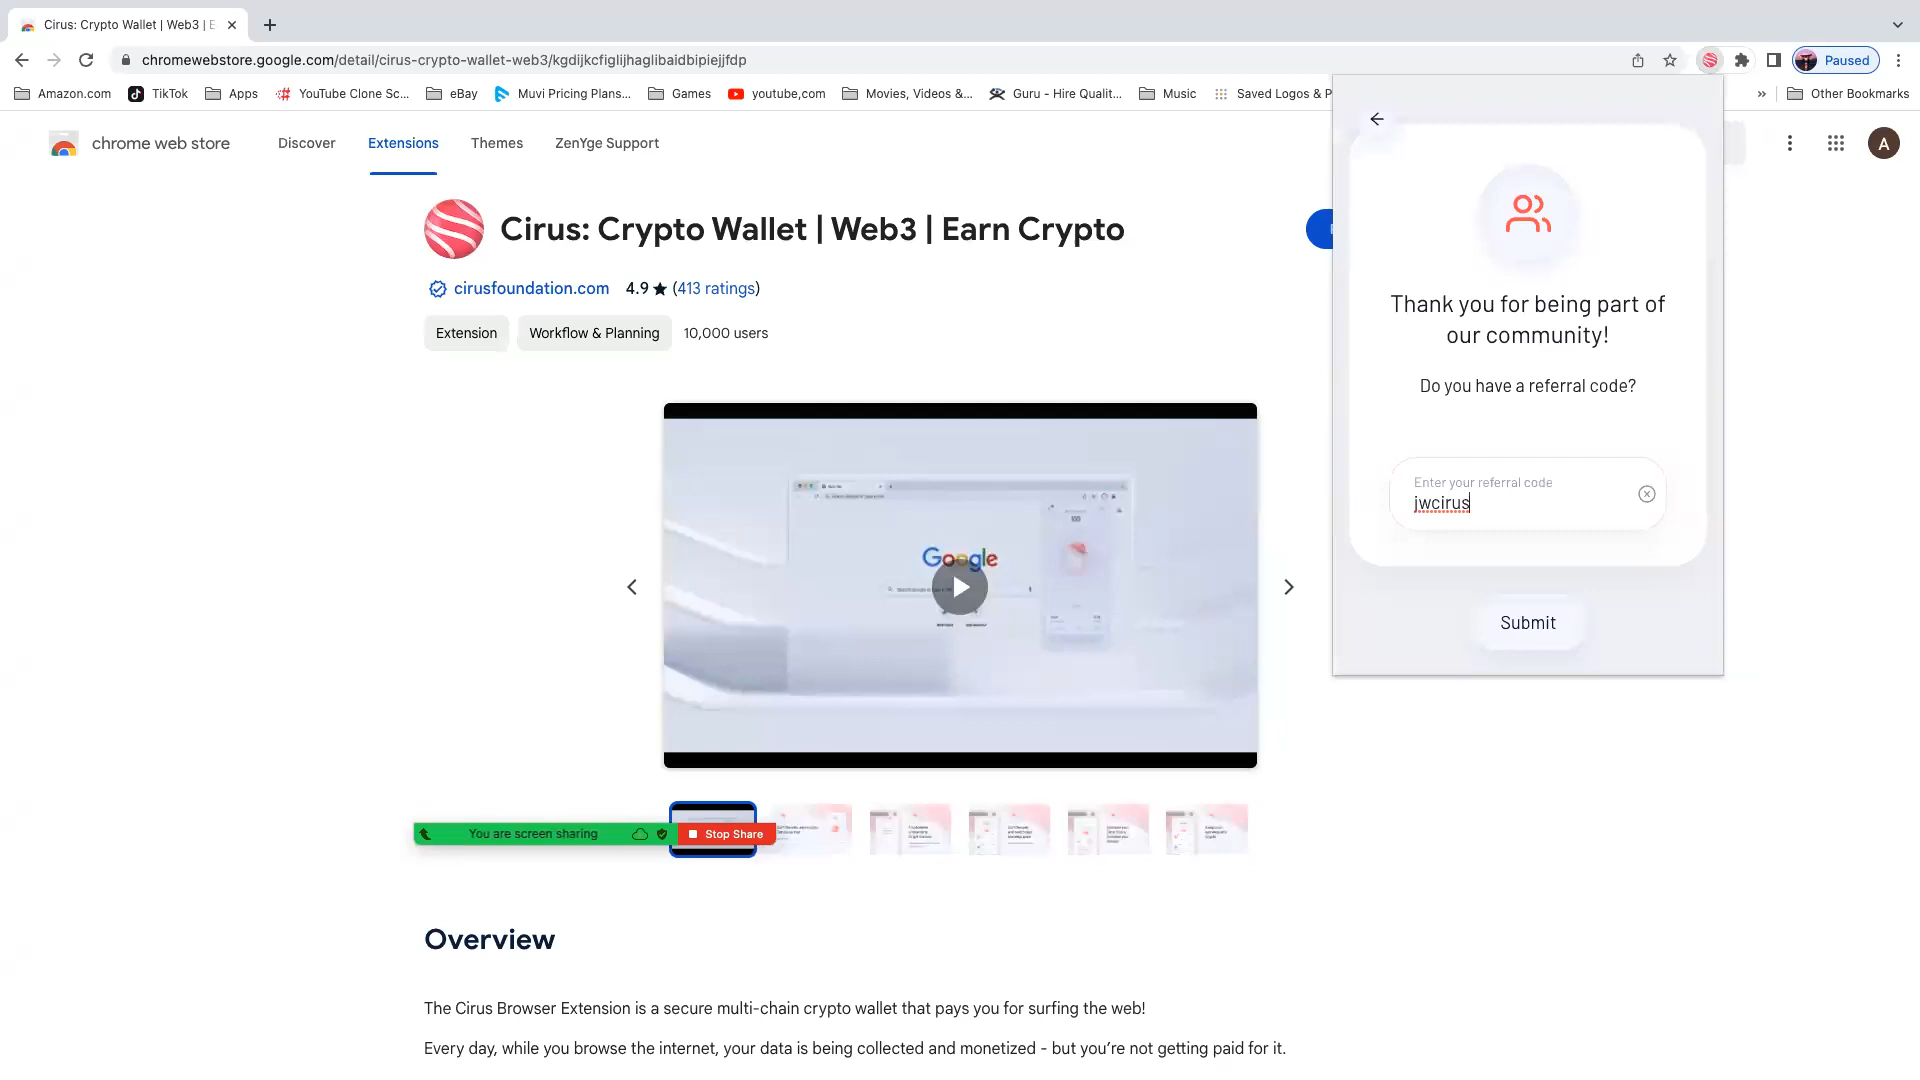 Cirus: Crypto Wallet | Web3 | E
chromewebstore.google.com/detail/cirus-crypto-wallet-web3/kgdijkcfiglijhaglibaidbipiejjfdp
Paused
Amazon.com
TikTok
Apps
YouTube Clone Sc...
eBay
Muvi Pricing Plans...
Games
youtube,com
Movies, Videos &...
Guru - Hire Qualit...
Music
Saved Logos & P
»
Other Bookmarks
chrome web store
Discover
Extensions
Themes
ZenYge Support
A
Cirus: Crypto Wallet | Web3 | Earn Crypto
cirusfoundation.com
4.9 ★ (413 ratings)
Extension
Workflow & Planning
10,000 users
Thank you for being part of
our community!
Do you have a referral code?
Enter your referral code
jwcirus
Submit
Google
You are screen sharing
Stop Share
Overview
The Cirus Browser Extension is a secure multi-chain crypto wallet that pays you for surfing the web!
Every day, while you browse the internet, your data is being collected and monetized - but you’re not getting paid for it.